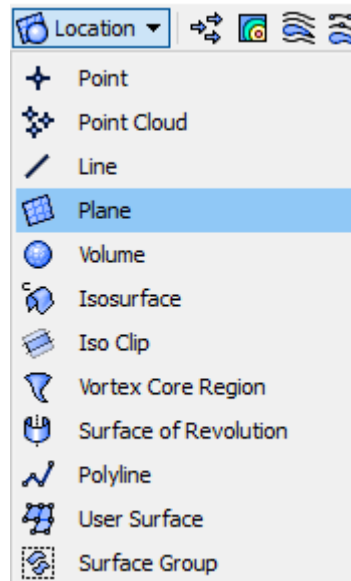 Location
Point
Point Cloud
Line
Plane
Volume
Isosurface
Iso Clip
Vortex Core Region
Surface of Revolution
Polyline
User Surface
Surface Group